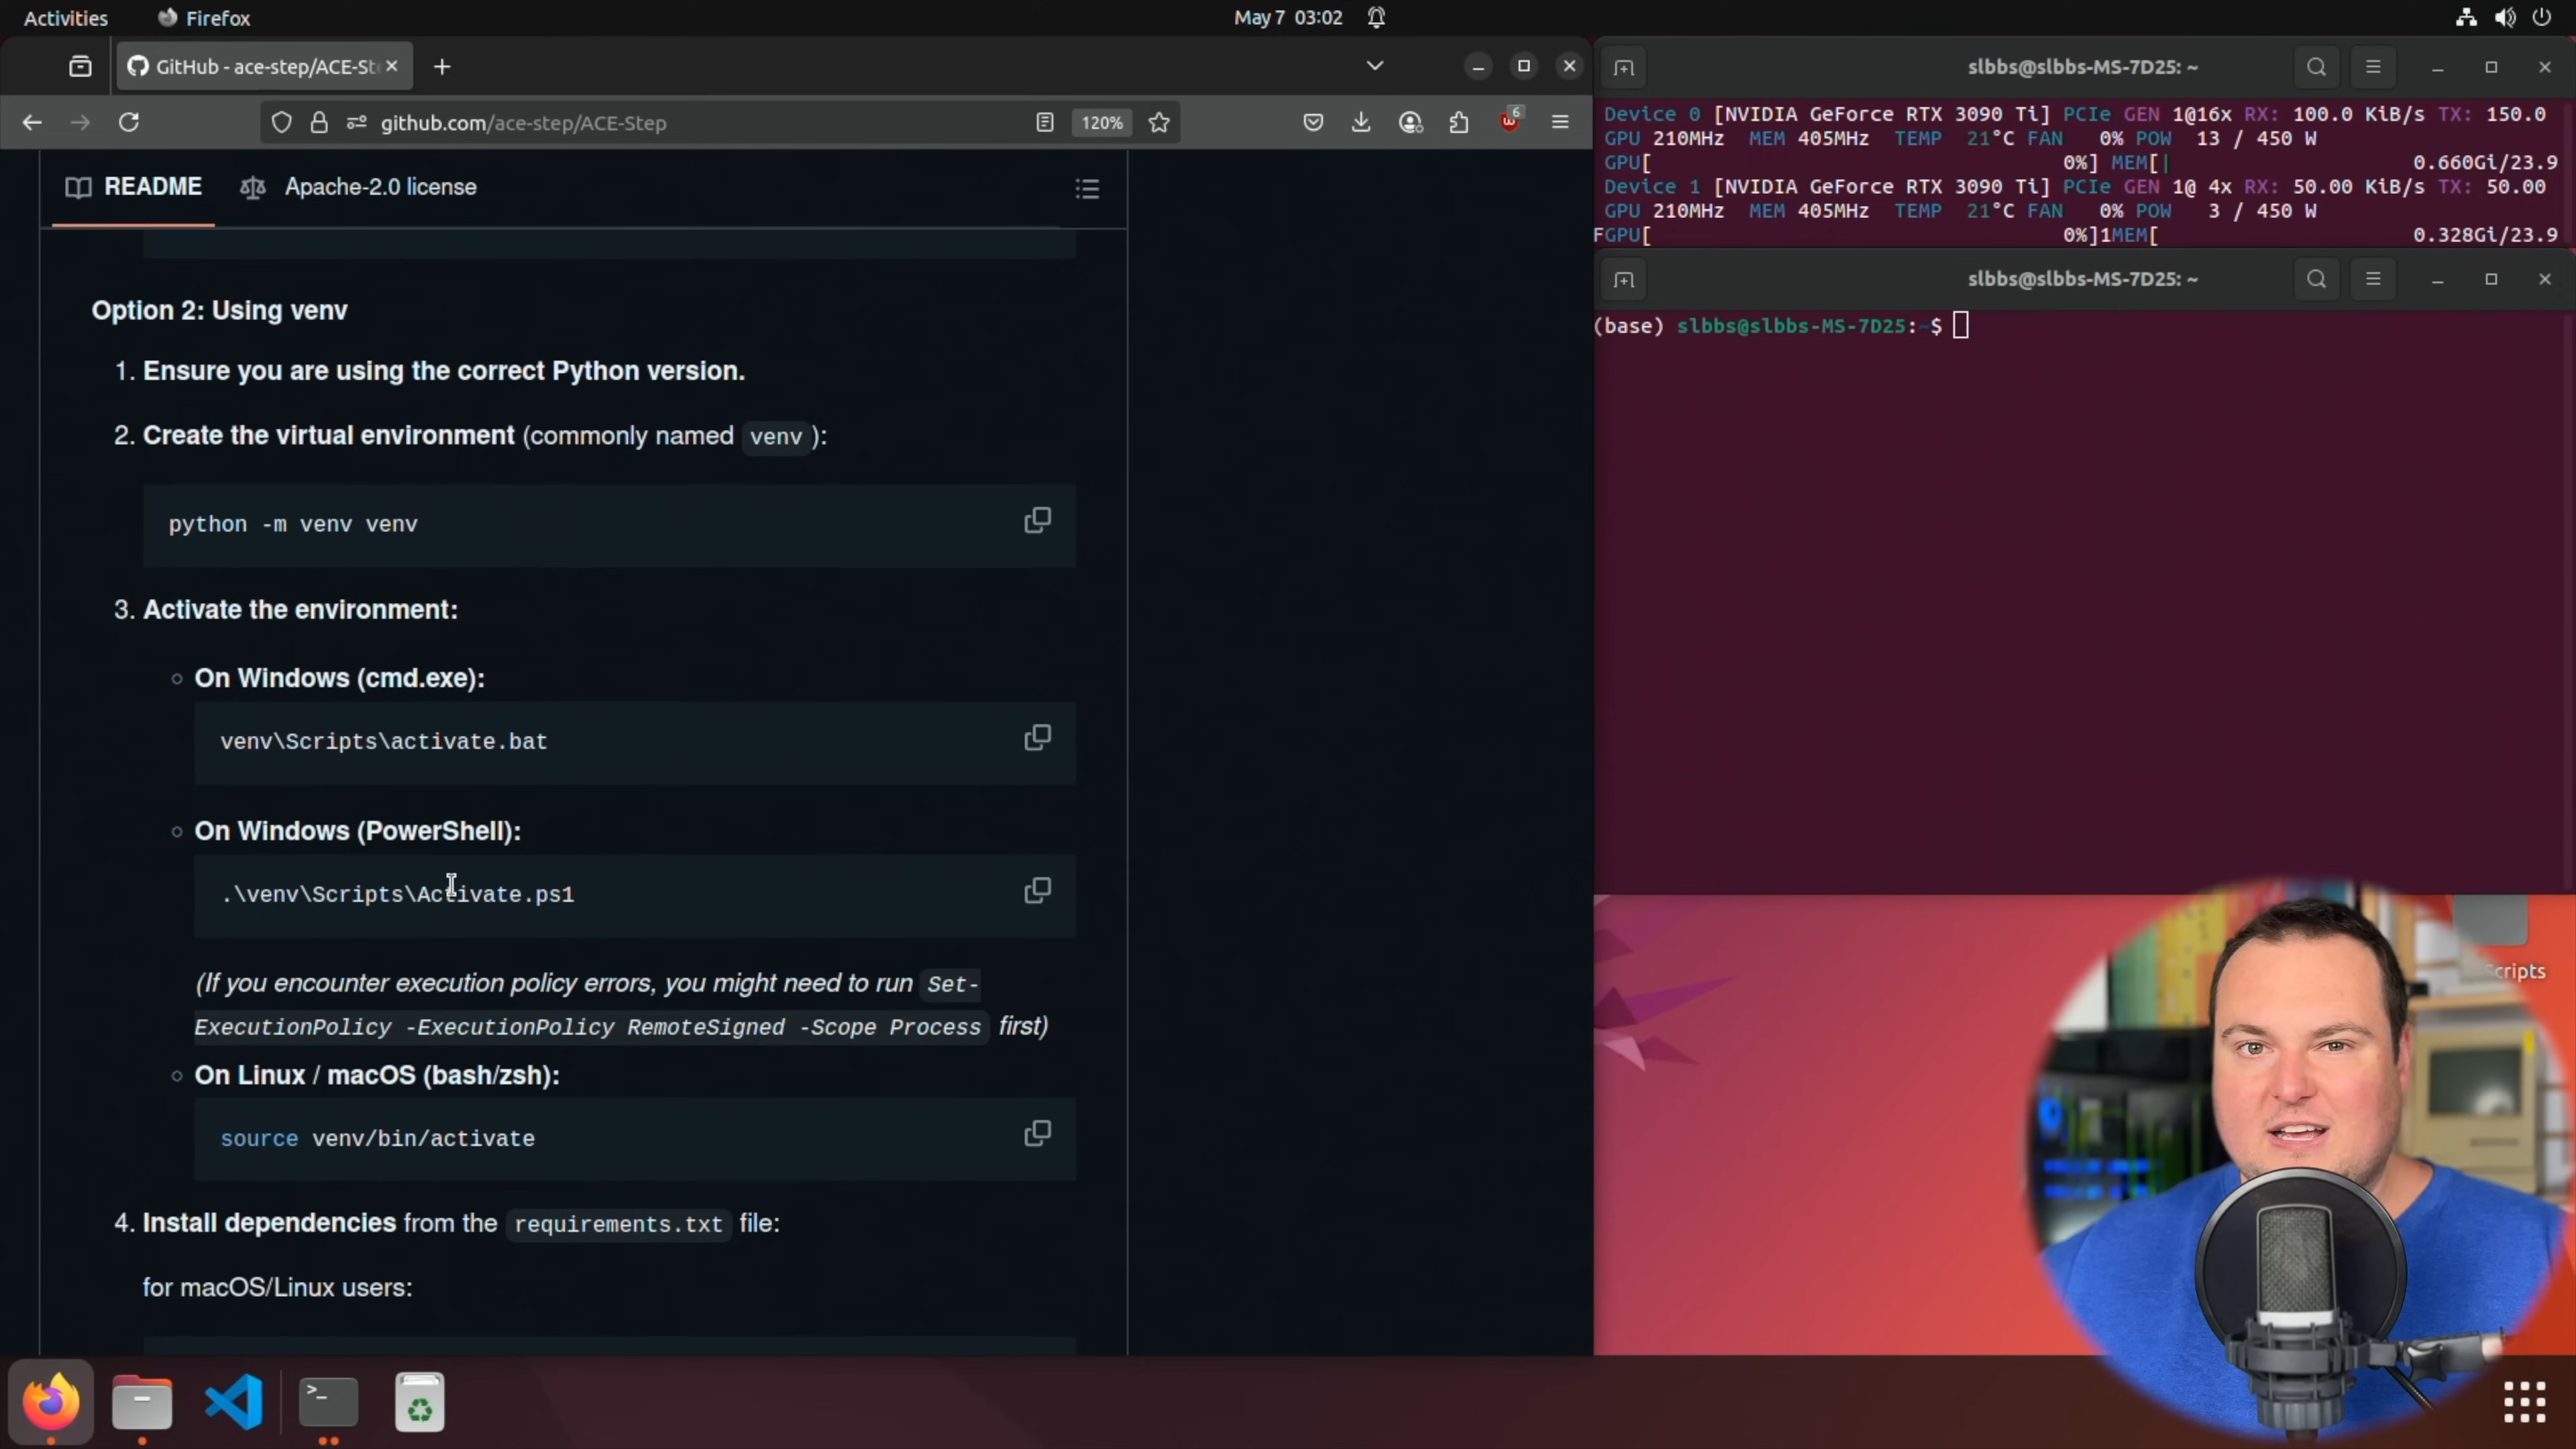 Activities
Firefox
May 7 03:02
GitHub - ace-step/ACE-Ste
github.com/ace-step/ACE-Step
120%
6
README
Apache-2.0 license
Option 2: Using venv
1. Ensure you are using the correct Python version.
2. Create the virtual environment (commonly named venv ):
python -m venv venv
3. Activate the environment:
On Windows (cmd.exe):
venv\Scripts\activate.bat
On Windows (PowerShell):
.\venv\Scripts\Activate.ps1
(If you encounter execution policy errors, you might need to run Set-
ExecutionPolicy -ExecutionPolicy RemoteSigned -Scope Process first)
On Linux / macOS (bash/zsh):
source venv/bin/activate
4. Install dependencies from the requirements.txt file:
for macOS/Linux users:
slbbs@slbbs-MS-7D25: ~
Device 0 [NVIDIA GeForce RTX 3090 Ti] PCIe GEN 1@16x RX: 100.0 KiB/s TX: 150.0
GPU 210MHz MEM 405MHz TEMP 21°C FAN 0% POW 13 / 450 W
GPU[ 0%] MEM[| 0.660Gi/23.9
Device 1 [NVIDIA GeForce RTX 3090 Ti] PCIe GEN 1@ 4x RX: 50.00 KiB/s TX: 50.00
GPU 210MHz MEM 405MHz TEMP 21°C FAN 0% POW 3 / 450 W
FGPU[ 0%]1MEM[ 0.328Gi/23.9
slbbs@slbbs-MS-7D25: ~
(base) slbbs@slbbs-MS-7D25:~$